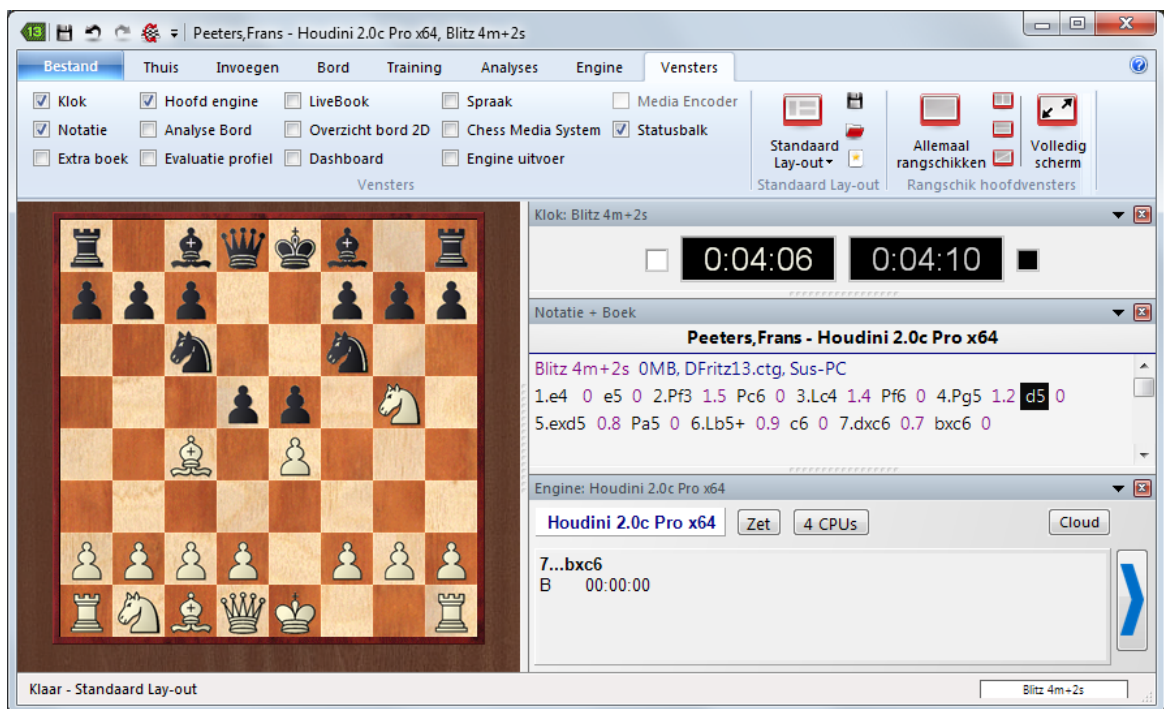 13 Peeters,Frans - Houdini 2.0c Pro x64, Blitz 4m+2s
Bestand Thuis Invoegen Bord Training Analyses Engine Vensters
Klok Hoofd engine LiveBook Spraak Media Encoder
Notatie Analyse Bord Overzicht bord 2D Chess Media System Statusbalk
Extra boek Evaluatie profiel Dashboard Engine uitvoer
Vensters
Standaard
Lay-out
Standaard Lay-out
Allemaal
rangschikken
Volledig
scherm
Rangschik hoofdvensters
Klok: Blitz 4m+2s
0:04:06 0:04:10
Notatie + Boek
Peeters,Frans - Houdini 2.0c Pro x64
Blitz 4m+2s 0MB, DFritz13.ctg, Sus-PC
1.e4 0 e5 0 2.Pf3 1.5 Pc6 0 3.Lc4 1.4 Pf6 0 4.Pg5 1.2 d5 0
5.exd5 0.8 Pa5 0 6.Lb5+ 0.9 c6 0 7.dxc6 0.7 bxc6 0
Engine: Houdini 2.0c Pro x64
Houdini 2.0c Pro x64 Zet 4 CPUs Cloud
7...bxc6
B 00:00:00
Klaar - Standaard Lay-out
Blitz 4m+2s